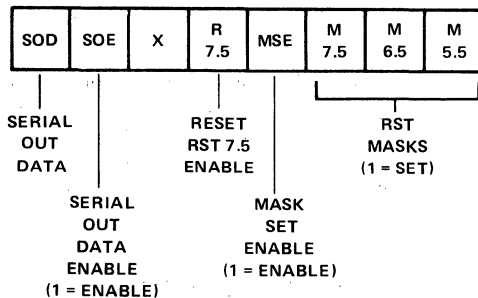 SOD SOE X R 7.5 MSE M 7.5 M 6.5 M 5.5
SERIAL
OUT
DATA
SERIAL
OUT
DATA
ENABLE
(1 = ENABLE)
RESET
RST 7.5
ENABLE
MASK
SET
ENABLE
(1 = ENABLE)
RST
MASKS
(1 = SET)